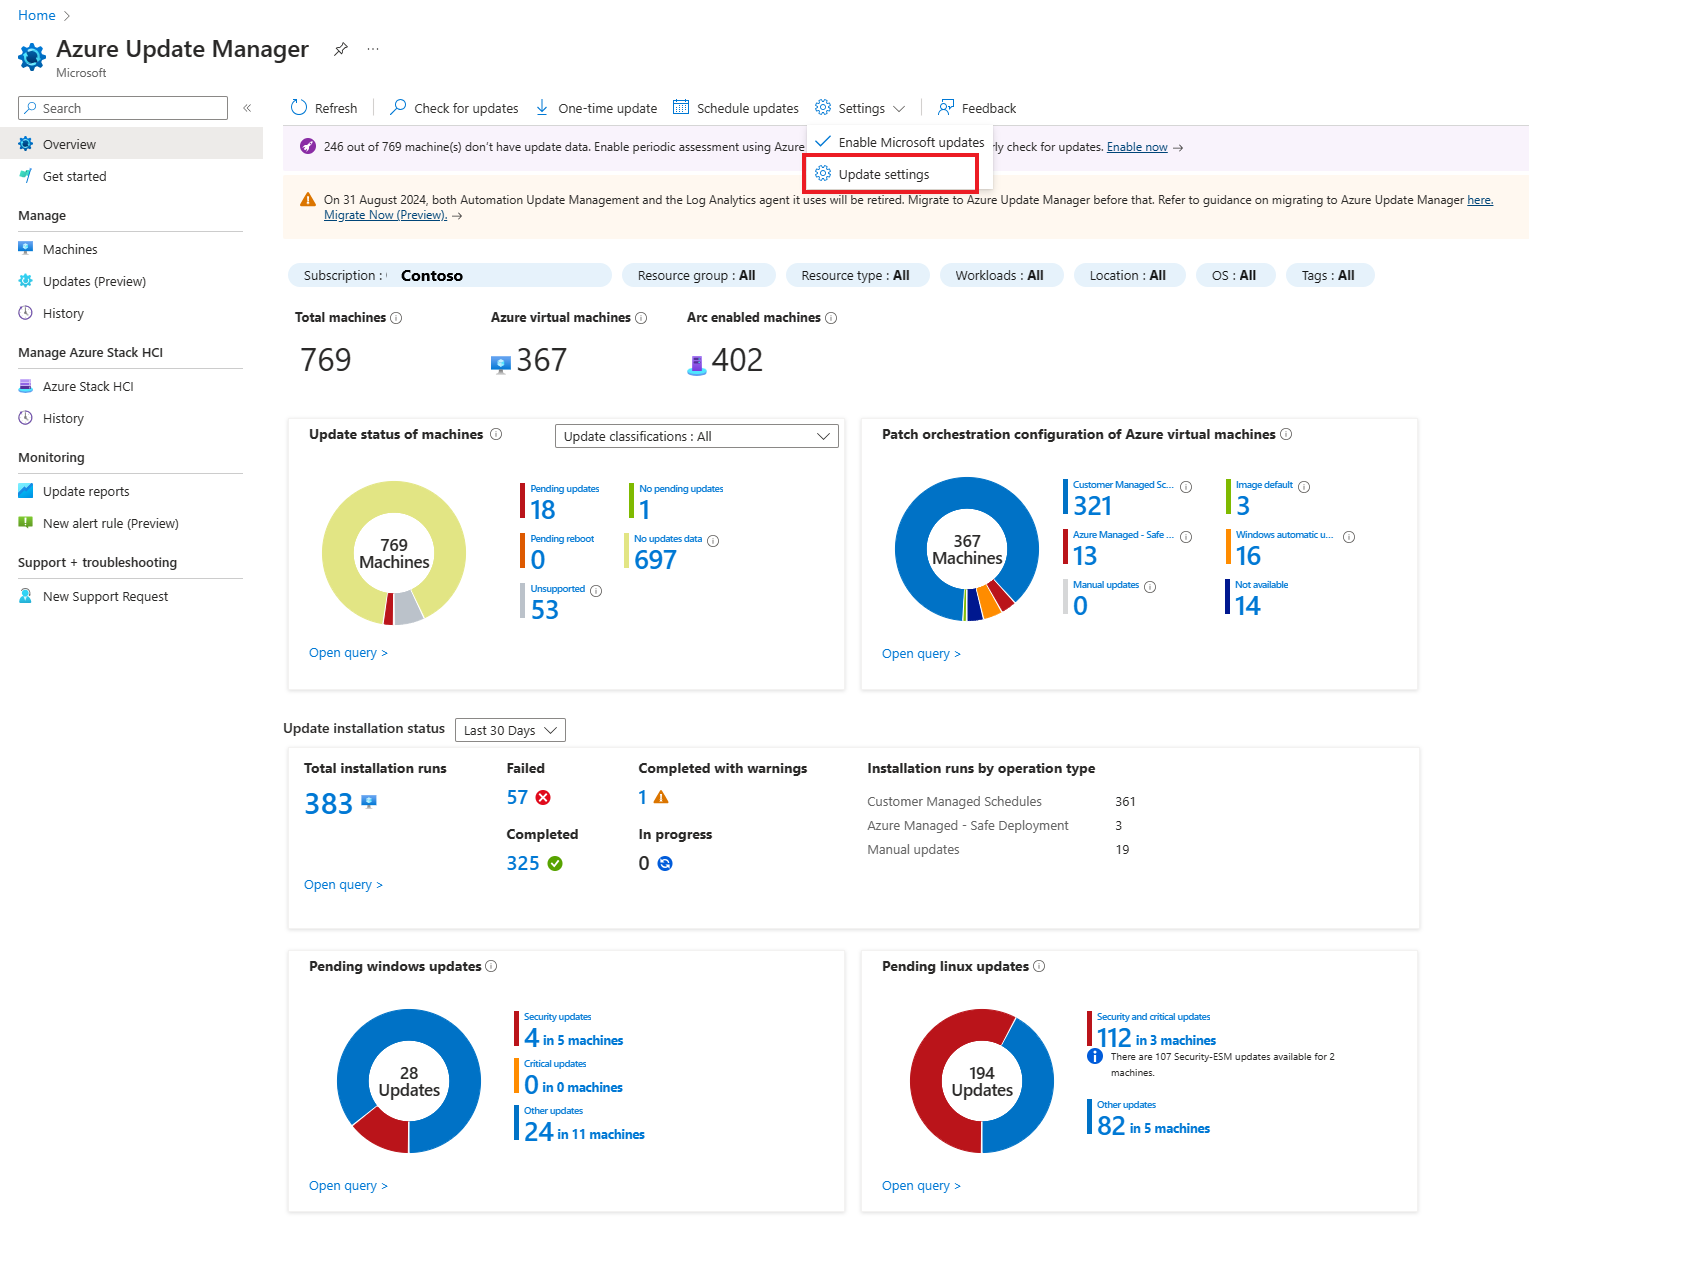 Home
Azure Update Manager
Microsoft
Search
Overview
Get started
Manage
Machines
Updates (Preview)
History
Manage Azure Stack HCI
Azure Stack HCI
History
Monitoring
Update reports
New alert rule (Preview)
Support + troubleshooting
New Support Request
Refresh
Check for updates
One-time update
Schedule updates
Settings
Feedback
Enable Microsoft updates
Update settings
246 out of 769 machine(s) don't have update data. Enable periodic assessment using Azure
check for updates. Enable now →
On 31 August 2024, both Automation Update Management and the Log Analytics agent it uses will be retired. Migrate to Azure Update Manager before that. Refer to guidance on migrating to Azure Update Manager here.
Migrate Now (Preview). →
Subscription : Contoso
Resource group : All
Resource type : All
Workloads : All
Location : All
OS : All
Tags : All
Total machines
769
Azure virtual machines
367
Arc enabled machines
402
Update status of machines
Update classifications : All
769
Machines
Pending updates
18
No pending updates
1
Pending reboot
0
No updates data
697
Unsupported
53
Open query >
Patch orchestration configuration of Azure virtual machines
367
Machines
Customer Managed Sc...
321
Image default
3
Azure Managed - Safe ...
13
Windows automatic u...
16
Manual updates
0
Not available
14
Open query >
Update installation status
Last 30 Days
Total installation runs
383
Open query >
Failed
57
Completed with warnings
1
Completed
325
In progress
0
Installation runs by operation type
Customer Managed Schedules 361
Azure Managed - Safe Deployment 3
Manual updates 19
Pending windows updates
28
Updates
Security updates
4 in 5 machines
Critical updates
0 in 0 machines
Other updates
24 in 11 machines
Open query >
Pending linux updates
194
Updates
Security and critical updates
112 in 3 machines
There are 107 Security-ESM updates available for 2
machines.
Other updates
82 in 5 machines
Open query >